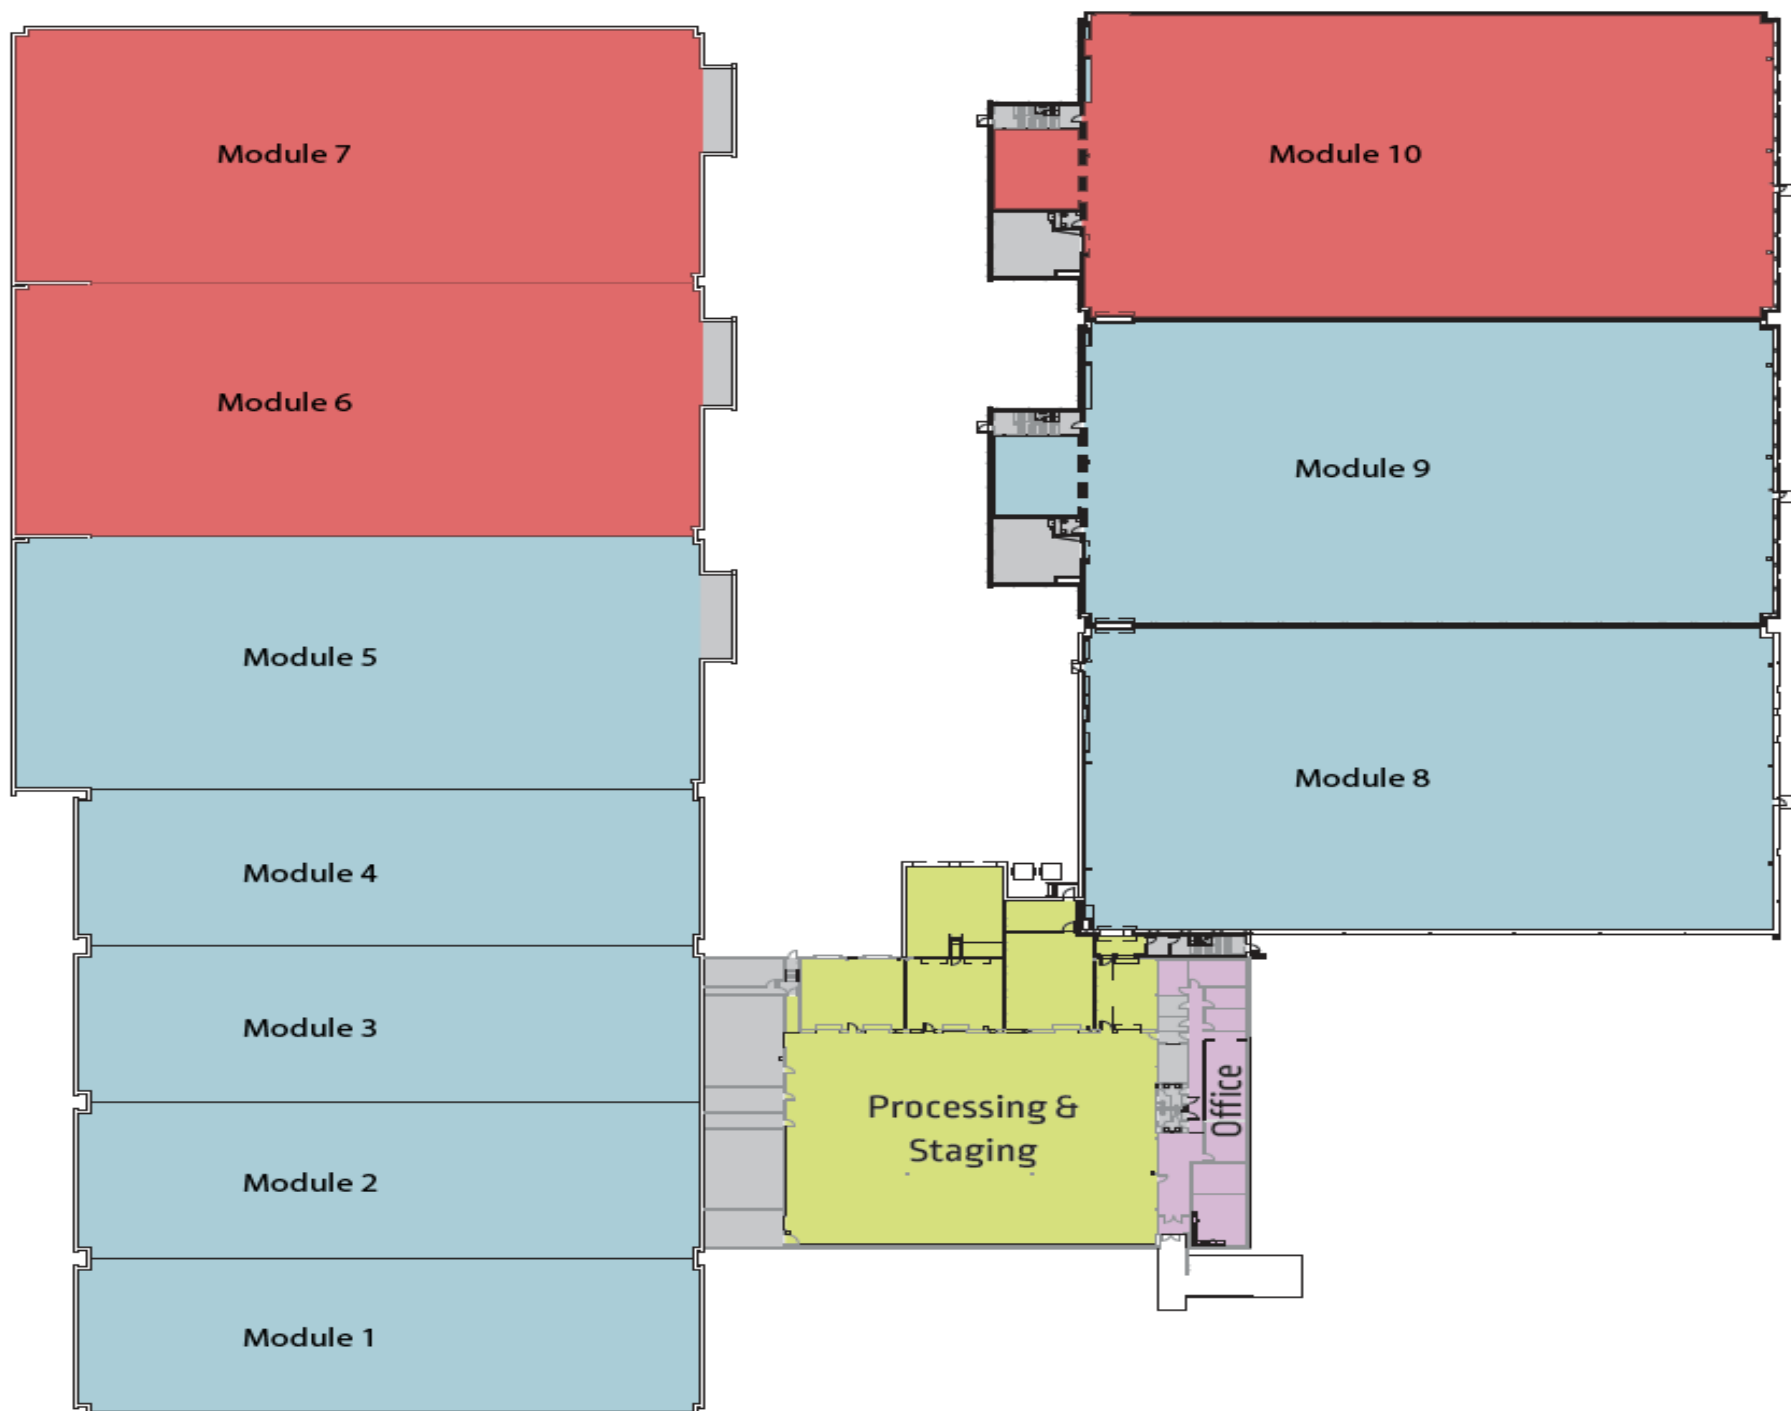 Module 7
Module 10
Module 6
Module 9
Module 5
Module 8
Module 4
Module 3
Processing &
Staging
Office
Module 2
Module 1